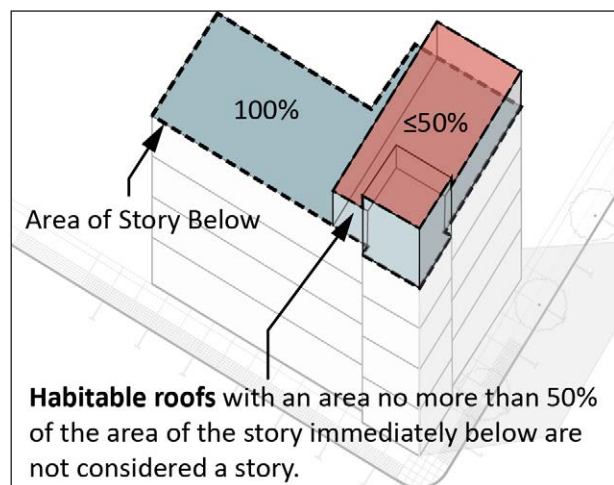 100%
≤50%
Area of Story Below
Habitable roofs with an area no more than 50%
of the area of the story immediately below are
not considered a story.